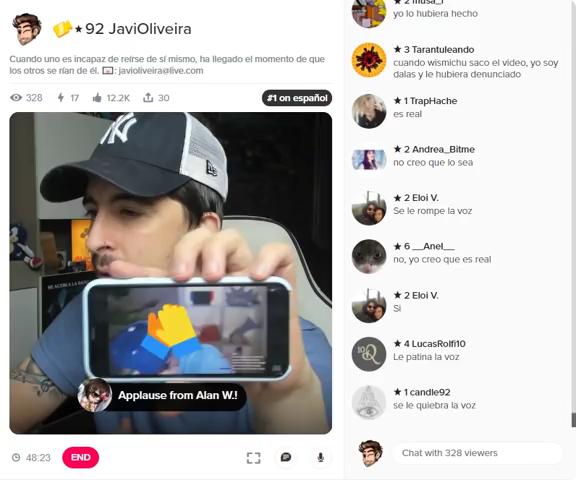 ★ 92 JaviOliveira
Cuando uno es incapaz de reírse de sí mismo, ha llegado el momento de que
los otros se rían de él. 📧: javioliveira@live.com
328 17 12.2K 30
#1 on español
NY
Applause from Alan W.!
48:23 END
★ 2 musa_r
yo lo hubiera hecho
★ 3 Tarantuleando
cuando wismichu saco el video, yo soy
dalas y le hubiera denunciado
★ 1 TrapHache
es real
★ 2 Andrea_Bitme
no creo que lo sea
★ 2 Eloi V.
Se le rompe la voz
★ 6 __Anel__
no, yo creo que es real
★ 2 Eloi V.
Si
★ 4 LucasRolfi10
Le patina la voz
★ 1 candle92
se le quiebra la voz
Chat with 328 viewers